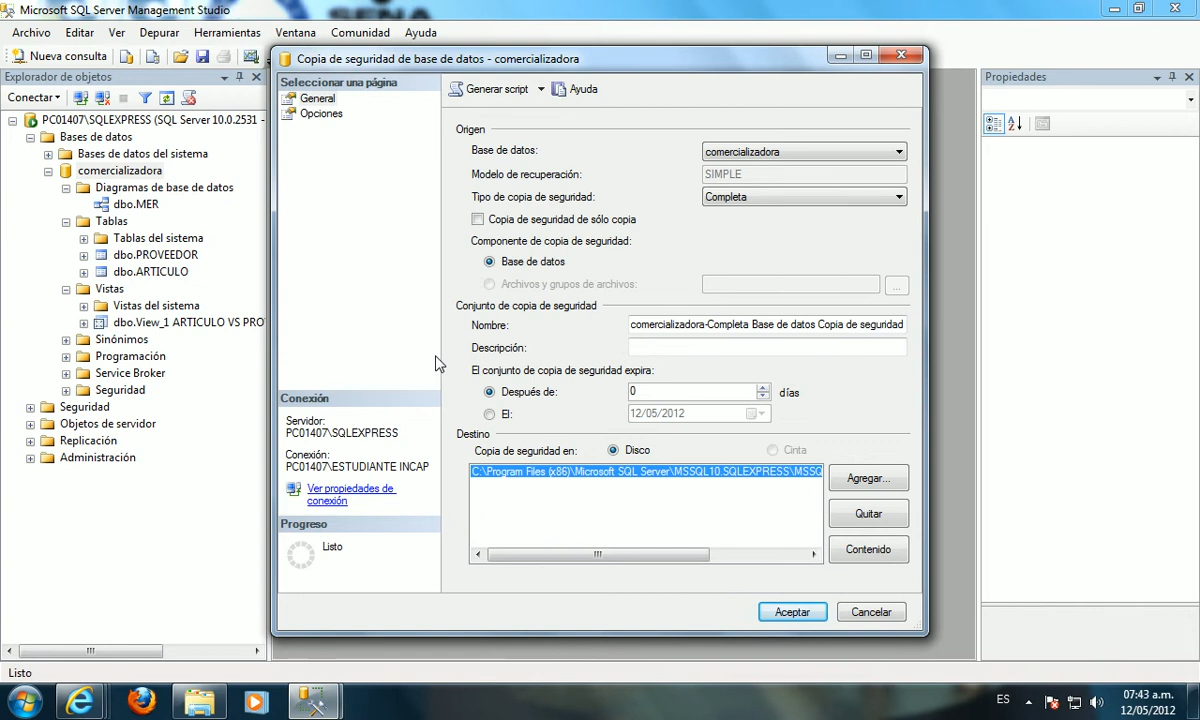 Microsoft SQL Server Management Studio
SENA
Archivo Editar Ver Depurar Herramientas Ventana Comunidad Ayuda
Nueva consulta
Explorador de objetos
Conectar
PC01407\SQLEXPRESS (SQL Server 10.0.2531 -
Bases de datos
Bases de datos del sistema
comercializadora
Diagramas de base de datos
dbo.MER
Tablas
Tablas del sistema
dbo.PROVEEDOR
dbo.ARTICULO
Vistas
Vistas del sistema
dbo.View_1 ARTICULO VS PRO
Sinónimos
Programación
Service Broker
Seguridad
Seguridad
Objetos de servidor
Replicación
Administración
Copia de seguridad de base de datos - comercializadora
Seleccionar una página
General
Opciones
Conexión
Servidor:
PC01407\SQLEXPRESS
Conexión:
PC01407\ESTUDIANTE INCAP
Ver propiedades de
conexión
Progreso
Listo
Generar script Ayuda
Origen
Base de datos: comercializadora
Modelo de recuperación: SIMPLE
Tipo de copia de seguridad: Completa
Copia de seguridad de sólo copia
Componente de copia de seguridad:
Base de datos
Archivos y grupos de archivos: ...
Conjunto de copia de seguridad
Nombre: comercializadora-Completa Base de datos Copia de seguridad
Descripción:
El conjunto de copia de seguridad expira:
Después de: 0 días
El: 12/05/2012
Destino
Copia de seguridad en: Disco Cinta
C:\Program Files (x86)\Microsoft SQL Server\MSSQL10.SQLEXPRESS\MSSQ
Agregar...
Quitar
Contenido
Aceptar Cancelar
Propiedades
Listo
ES
07:43 a.m.
12/05/2012